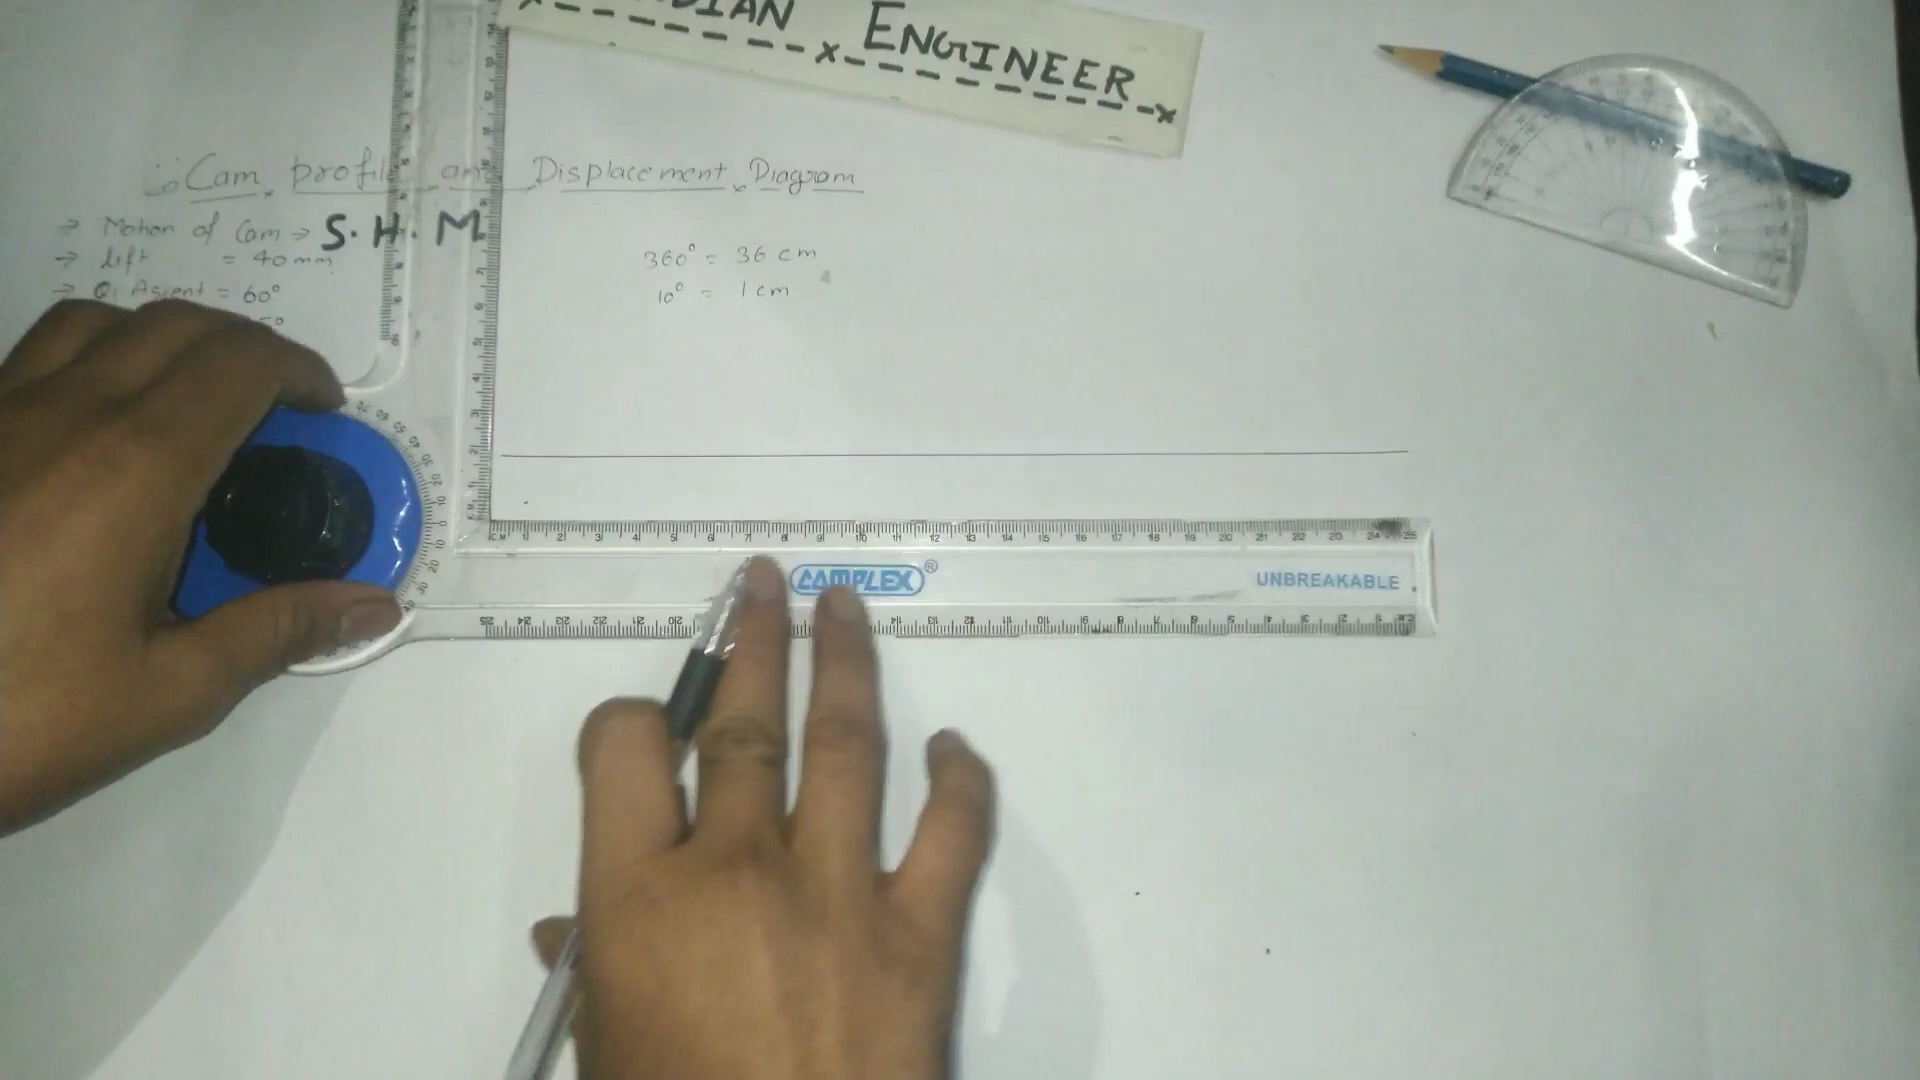 ENGINEER
Cam profile and Displacement Diagram
→ Motion of Cam → S.H.M
→ Lift = 40mm
→ Q1 Ascent = 60°
360° = 36 cm
10° = 1 cm
CAMPLEX®
UNBREAKABLE